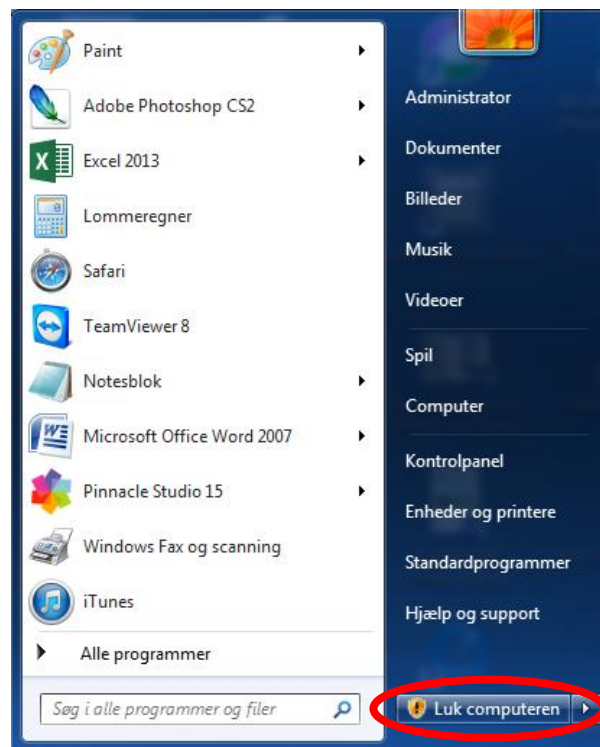 Paint
Adobe Photoshop CS2
Excel 2013
Lommeregner
Safari
TeamViewer 8
Notesblok
Microsoft Office Word 2007
Pinnacle Studio 15
Windows Fax og scanning
iTunes
Alle programmer
Søg i alle programmer og filer
Administrator
Dokumenter
Billeder
Musik
Videoer
Spil
Computer
Kontrolpanel
Enheder og printere
Standardprogrammer
Hjælp og support
Luk computeren